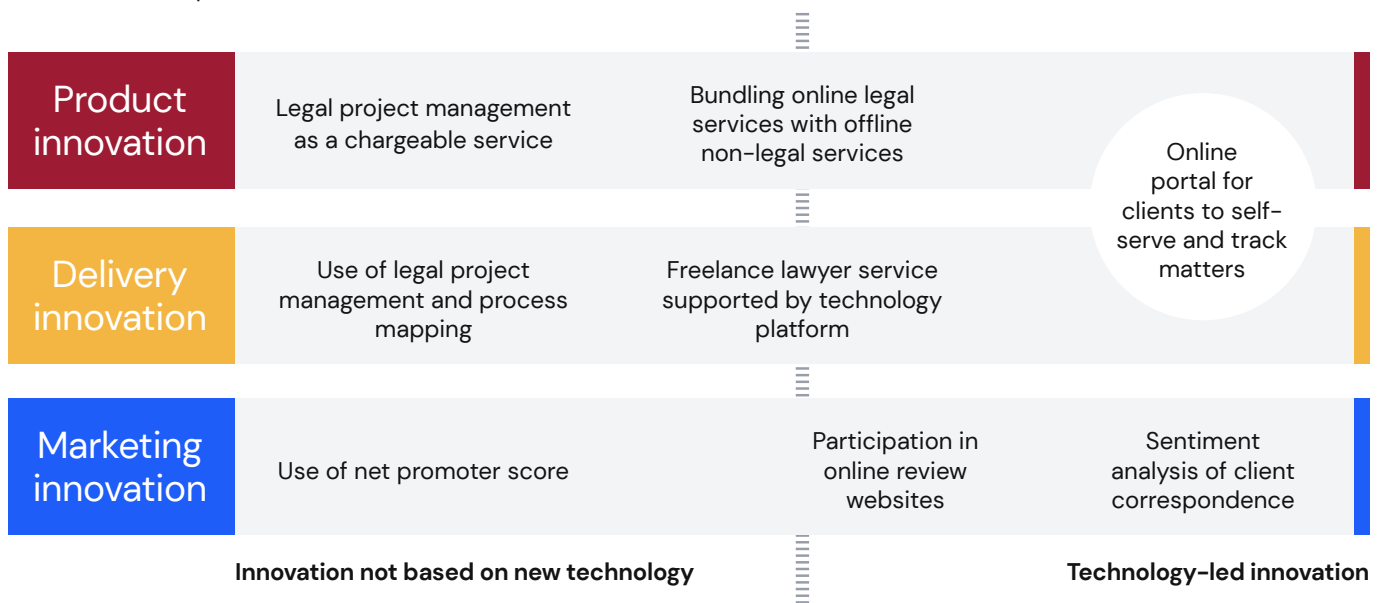 Product
innovation
Legal project management
as a chargeable service
Bundling online legal
services with offline
non-legal services
Online
portal for
clients to self-
serve and track
matters
Delivery
innovation
Use of legal project
management and process
mapping
Freelance lawyer service
supported by technology
platform
Marketing
innovation
Use of net promoter score
Participation in
online review
websites
Sentiment
analysis of client
correspondence
Innovation not based on new technology
Technology-led innovation